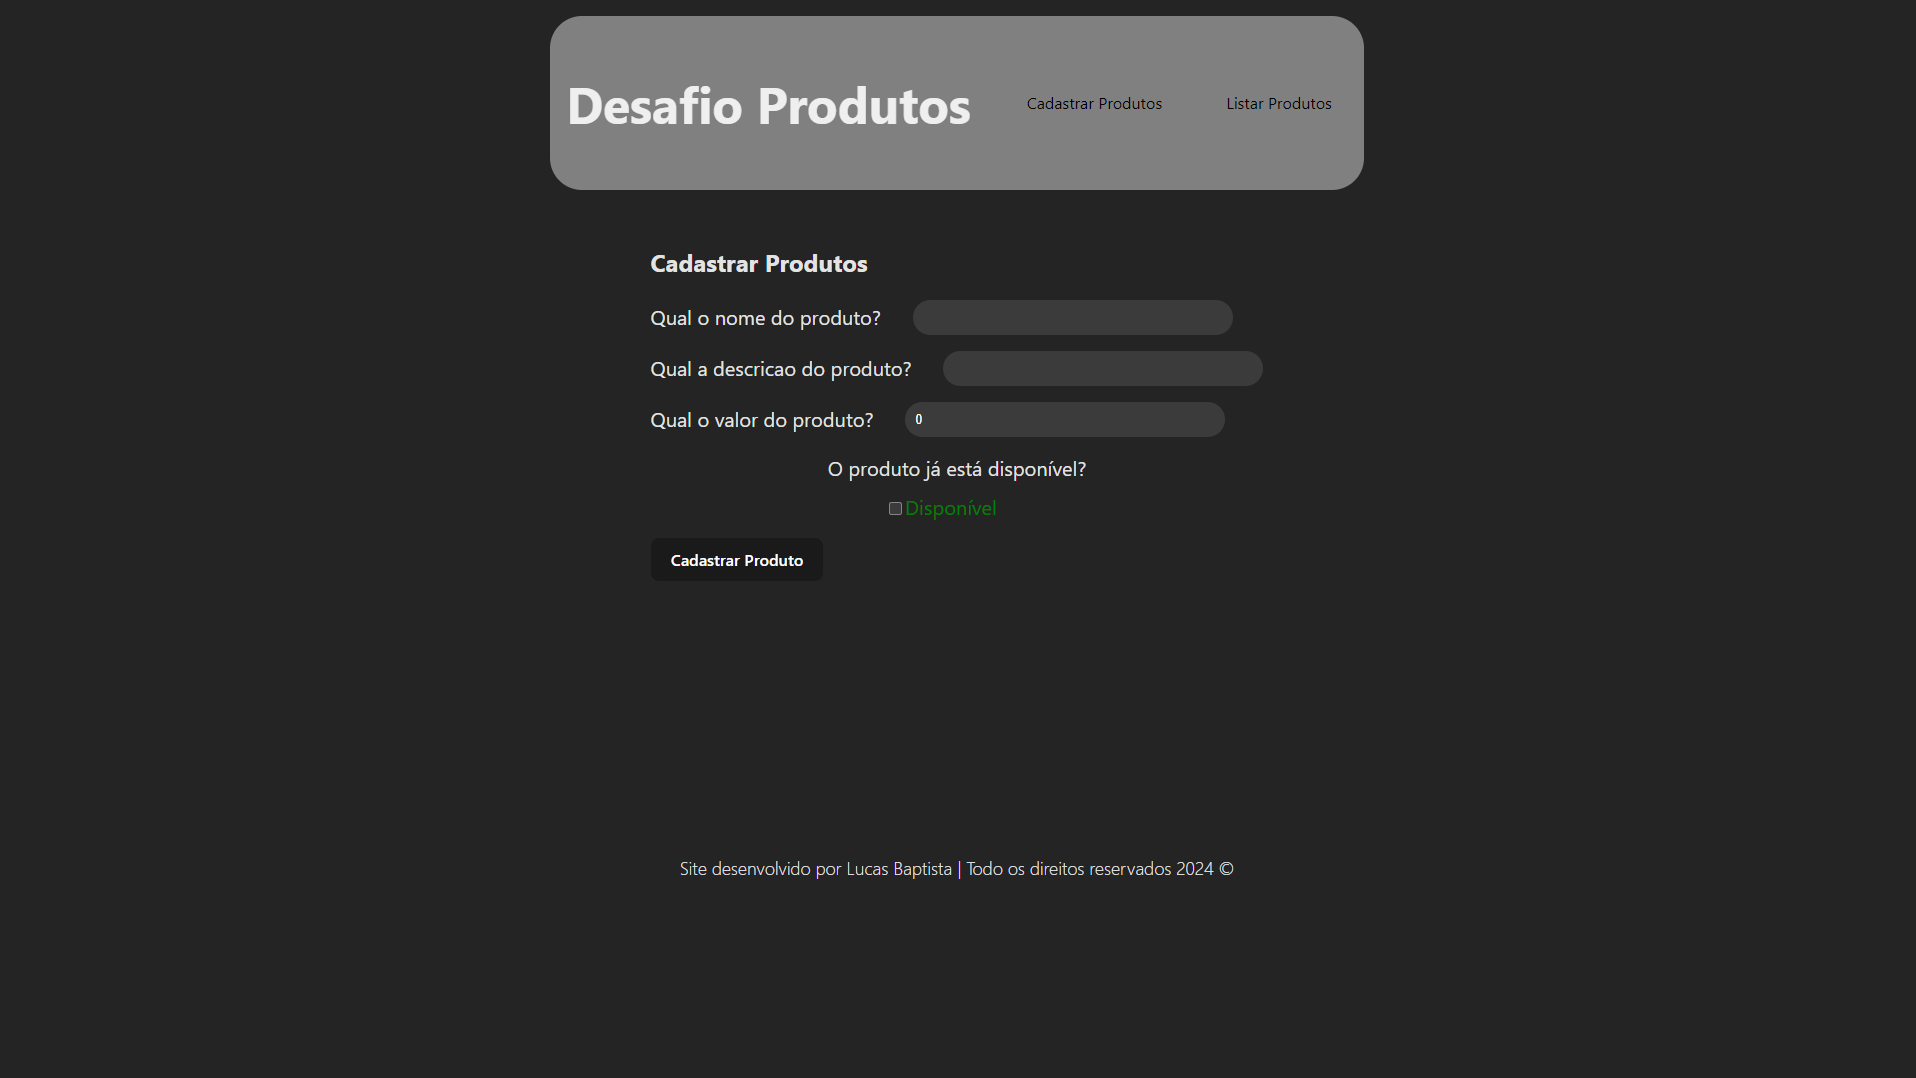 Desafio Produtos
Cadastrar Produtos
Listar Produtos
Cadastrar Produtos
Qual o nome do produto?
Qual a descricao do produto?
Qual o valor do produto?
0
O produto já está disponível?
Disponível
Cadastrar Produto
Site desenvolvido por Lucas Baptista | Todo os direitos reservados 2024 ©